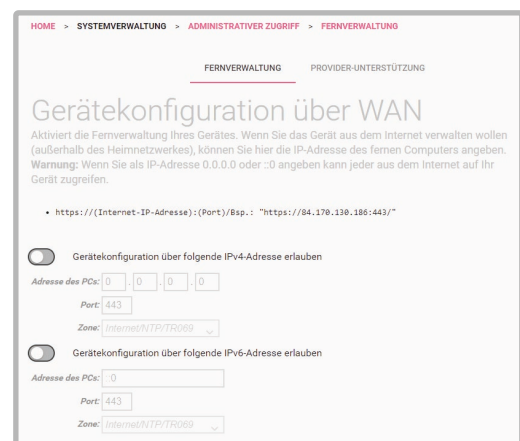 HOME > SYSTEMVERWALTUNG > ADMINISTRATIVER ZUGRIFF > FERNVERWALTUNG
FERNVERWALTUNG PROVIDER-UNTERSTÜTZUNG
Gerätekonfiguration über WAN
Aktiviert die Fernverwaltung Ihres Gerätes. Wenn Sie das Gerät aus dem Internet verwalten wollen
(außerhalb des Heimnetzwerkes), können Sie hier die IP-Adresse des fernen Computers angeben.
Warnung: Wenn Sie als IP-Adresse 0.0.0.0 oder ::0 angeben kann jeder aus dem Internet auf Ihr
Gerät zugreifen.
• https://(Internet-IP-Adresse):(Port)/Bsp.: "https://84.170.130.186:443/"
Gerätekonfiguration über folgende IPv4-Adresse erlauben
Adresse des PCs: 0 . 0 . 0 . 0
Port: 443
Zone: Internet/NTP/TR069
Gerätekonfiguration über folgende IPv6-Adresse erlauben
Adresse des PCs: ::0
Port: 443
Zone: Internet/NTP/TR069